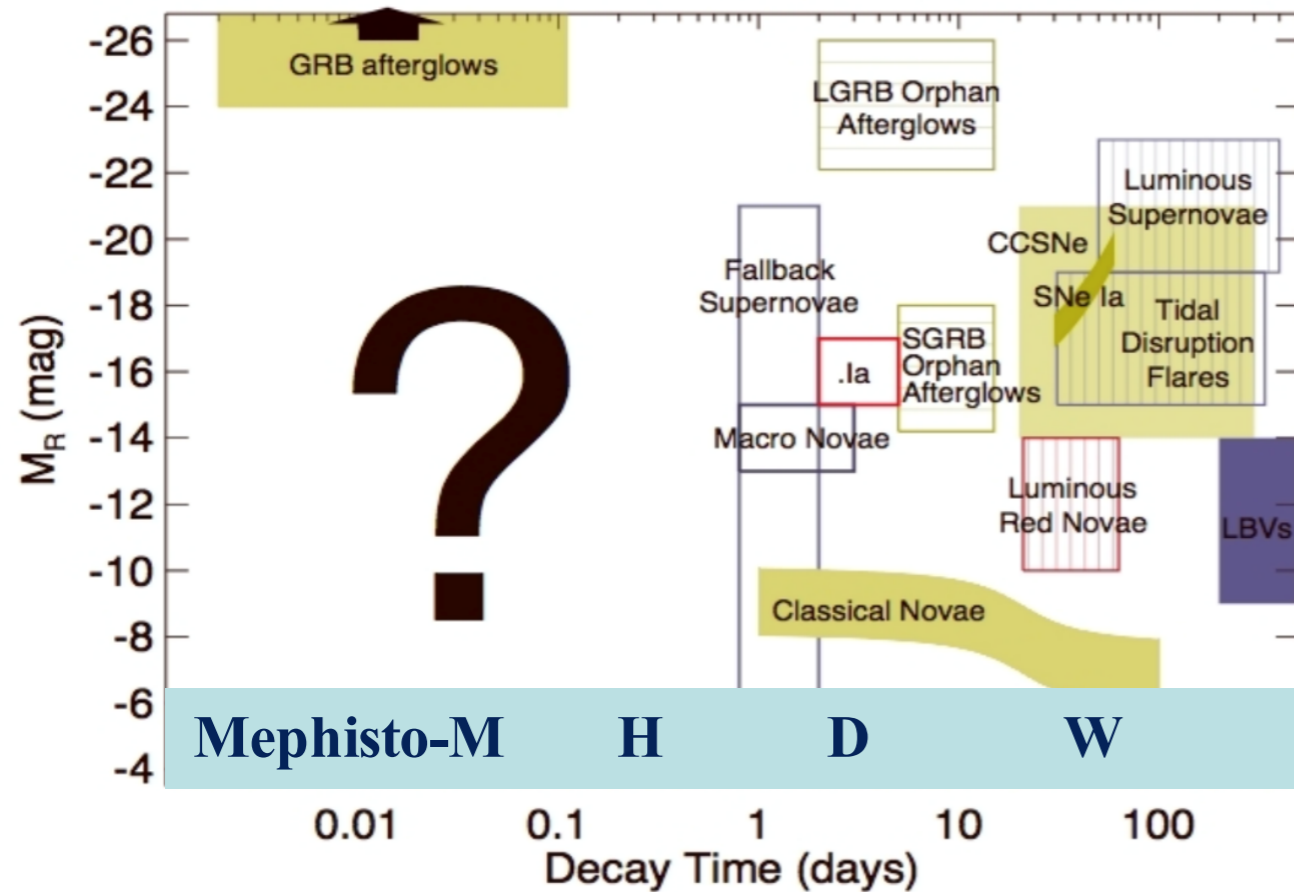 -26
-24
-22
-20
-18
-16
-14
-12
-10
-8
-6
-4
M_R (mag)
GRB afterglows
LGRB Orphan
Afterglows
Luminous
Supernovae
CCSNe
Fallback
Supernovae
SNe Ia
Tidal
Disruption
Flares
SGRB
Orphan
Afterglows
.Ia
Macro Novae
Luminous
Red Novae
LBVs
Classical Novae
?
Mephisto-M H D W
0.01 0.1 1 10 100
Decay Time (days)